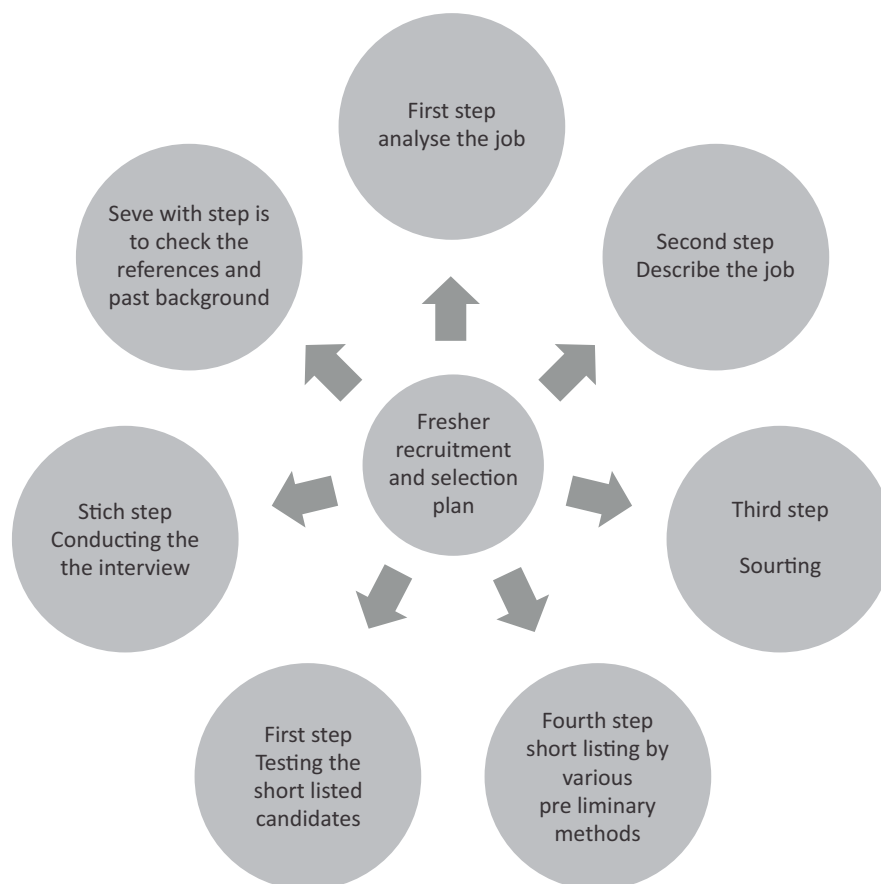 First step
analyse the job
Second step
Describe the job
Third step
Sourting
Fourth step
short listing by
various
pre liminary
methods
First step
Testing the
short listed
candidates
Stich step
Conducting the
the interview
Seve with step is
to check the
references and
past background
Fresher
recruitment
and selection
plan